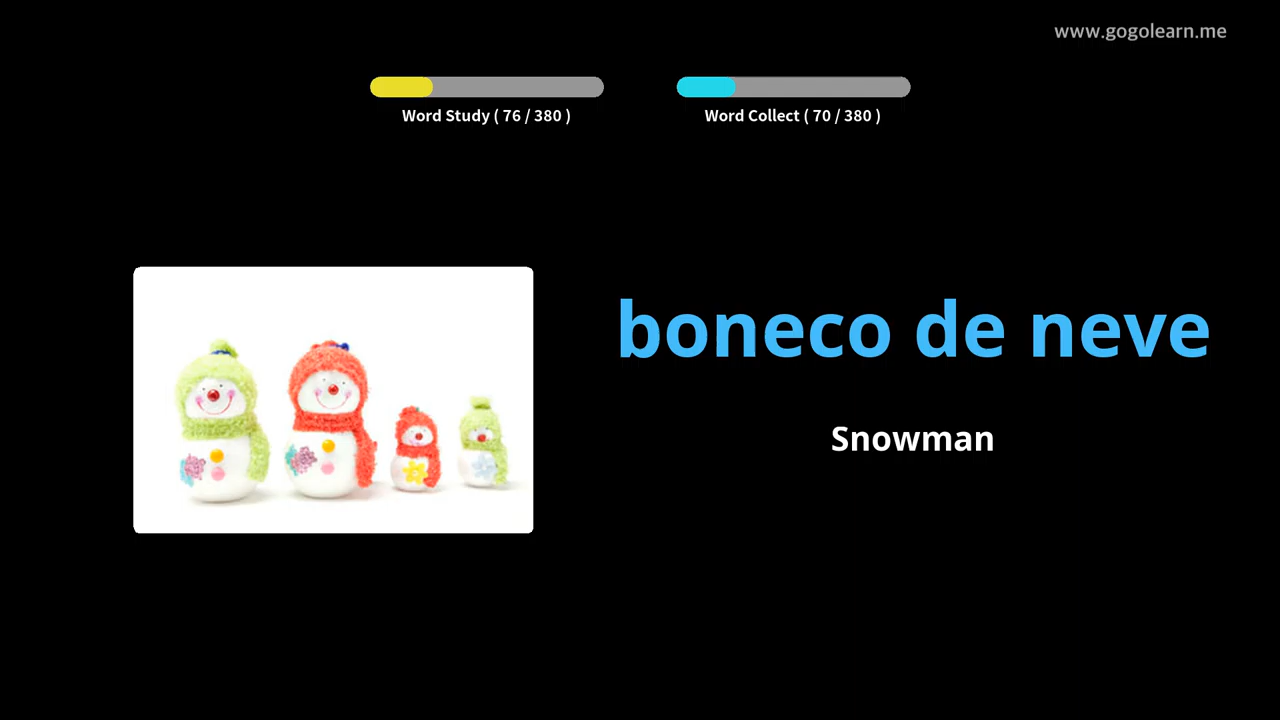 www.gogolearn.me
Word Study ( 76 / 380 )
Word Collect ( 70 / 380 )
boneco de neve
Snowman